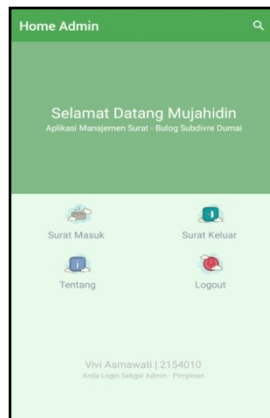 Home Admin
Selamat Datang Mujahidin
Aplikasi Manajemen Surat - Bulog Subdivre Dumai
Surat Masuk
Surat Keluar
Tentang
Logout
Vivi Asmawati | 2154010
Anda Login Sebgai Admin - Pimpinan